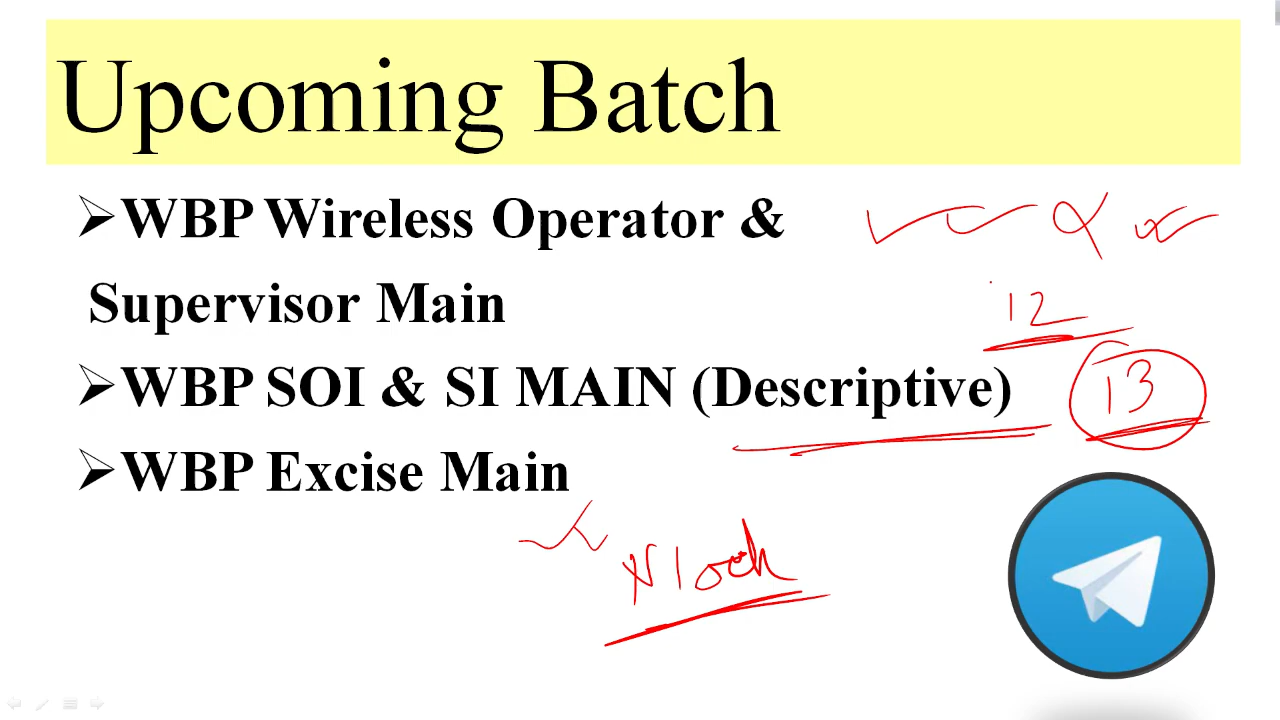 Upcoming Batch
➢WBP Wireless Operator &
Supervisor Main
12
➢WBP SOI & SI MAIN (Descriptive)
13
➢WBP Excise Main